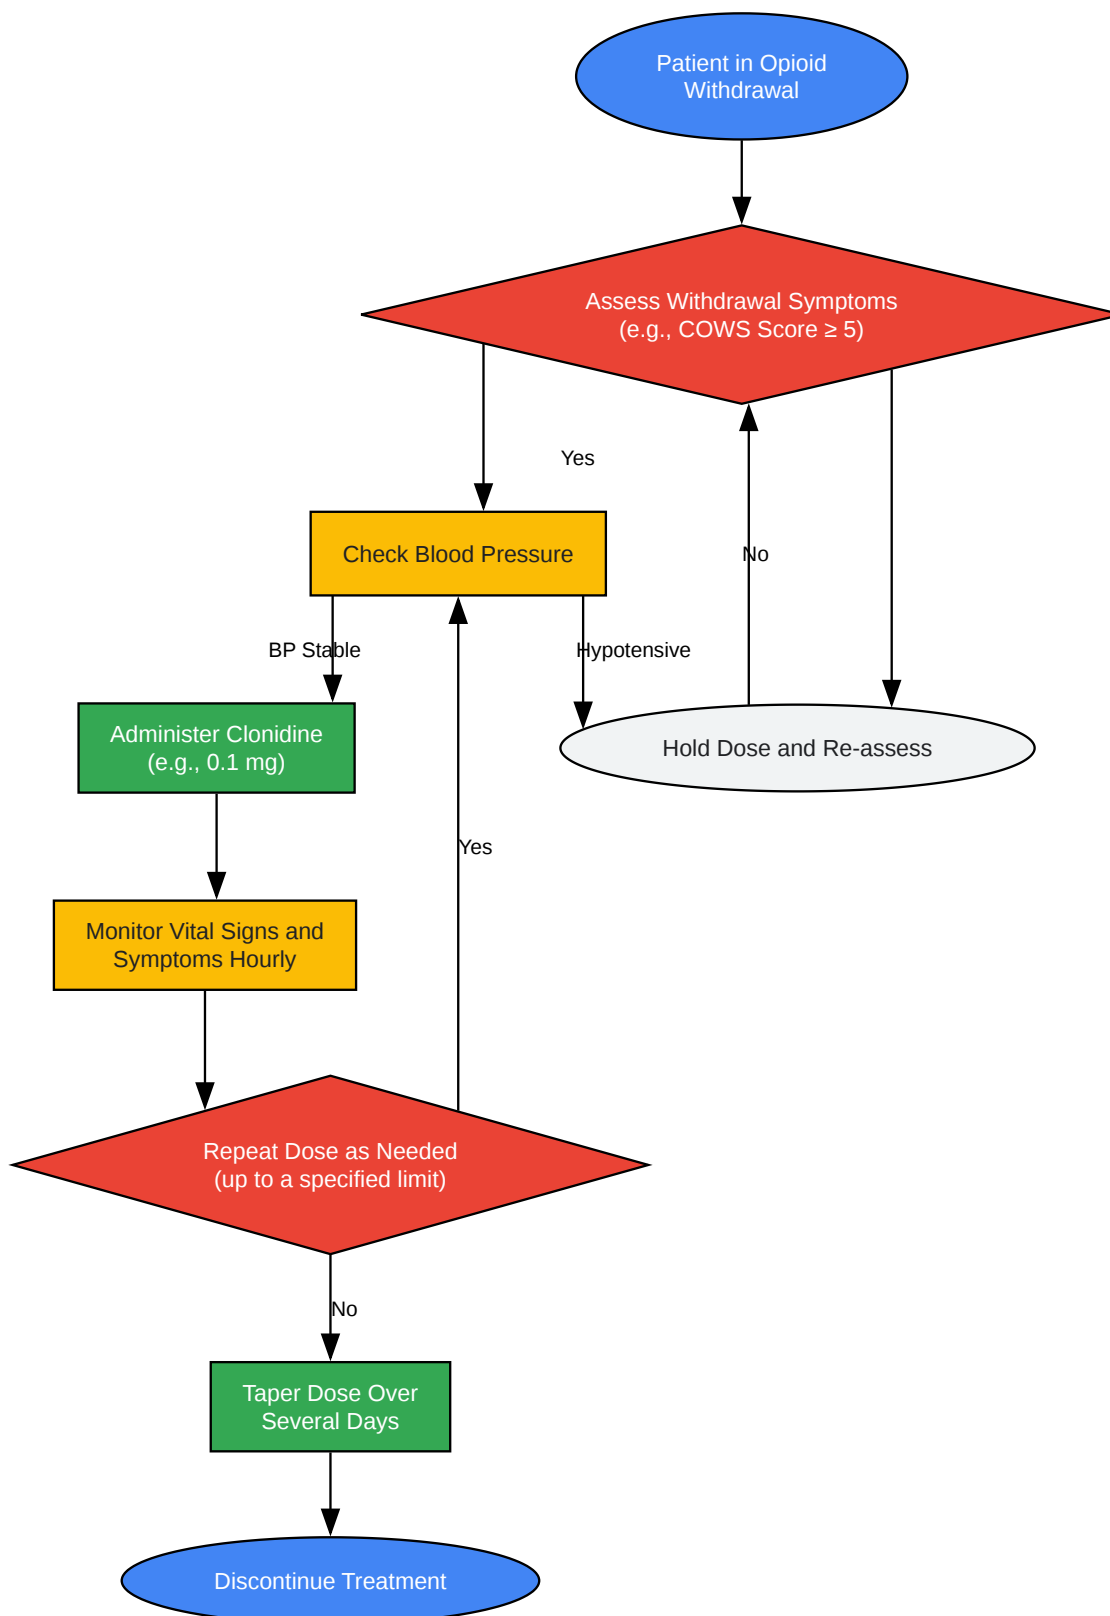 Patient in Opioid
Withdrawal
Assess Withdrawal Symptoms
(e.g., COWS Score ≥ 5)
Yes
Check Blood Pressure
No
BP Stable
Hypotensive
Administer Clonidine
(e.g., 0.1 mg)
Hold Dose and Re-assess
Yes
Monitor Vital Signs and
Symptoms Hourly
Repeat Dose as Needed
(up to a specified limit)
No
Taper Dose Over
Several Days
Discontinue Treatment